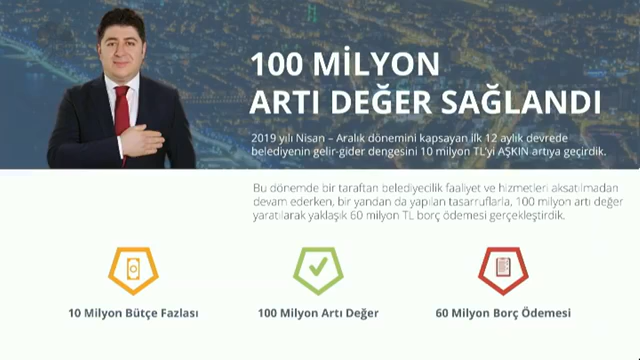 100 MİLYON
ARTI DEĞER SAĞLANDI
2019 yılı Nisan – Aralık dönemini kapsayan ilk 12 aylık devrede
belediyenin gelir-gider dengesini 10 milyon TL'yi AŞKIN artıya geçirdik.
Bu dönemde bir taraftan belediyecilik faaliyet ve hizmetleri aksatılmadan
devam ederken, bir yandan da yapılan tasarruflarla, 100 milyon artı değer
yaratılarak yaklaşık 60 milyon TL borç ödemesi gerçekleştirdik.
10 Milyon Bütçe Fazlası
100 Milyon Artı Değer
60 Milyon Borç Ödemesi